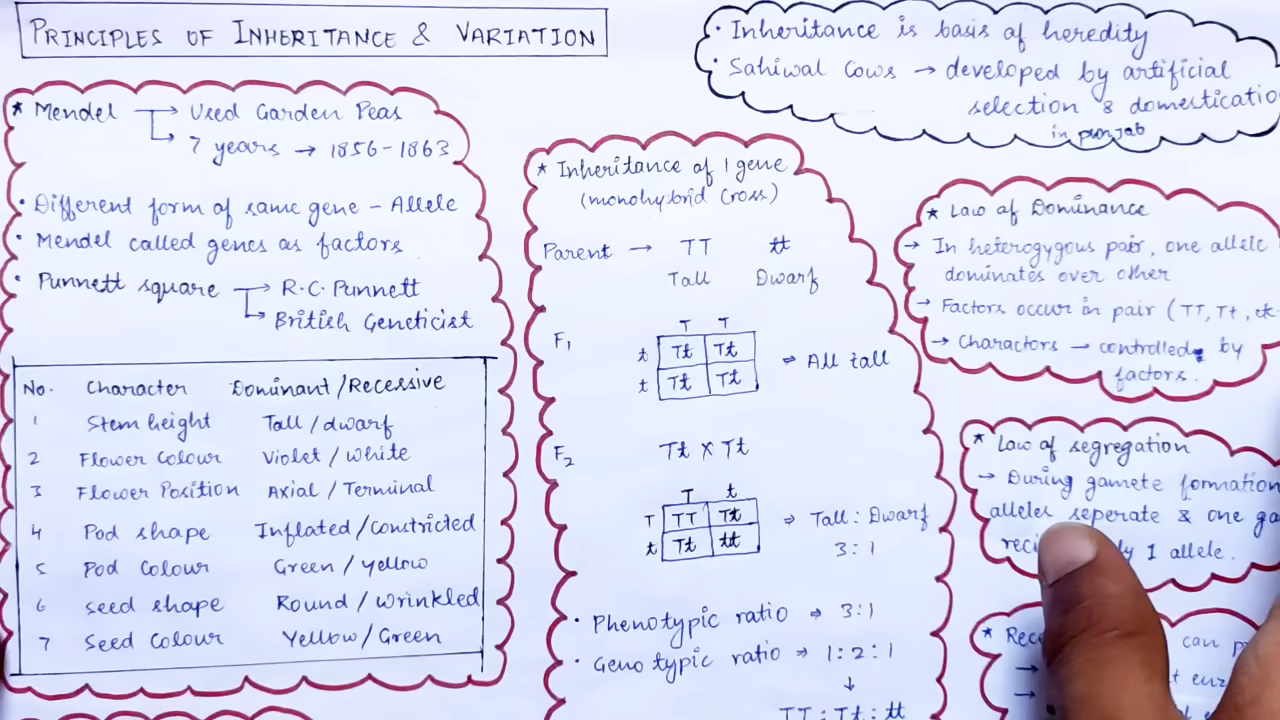 PRINCIPLES OF INHERITANCE & VARIATION
• Inheritance is basis of heredity
• Sahiwal Cows → developed by artificial
selection & domesticatio
in punjab
* Mendel → Used Garden Peas
→ 7 years → 1856-1863
• Different form of same gene - Allele
• Mendel called genes as factors
• Punnett square → R.C. Punnett
→ British Geneticist
No. Character Dominant/Recessive
1 Stem height Tall/dwarf
2 Flower Colour Violet/white
3 Flower Position Axial/Terminal
4 Pod shape Inflated/constricted
5 Pod Colour Green/yellow
6 seed shape Round/wrinkled
7 Seed Colour Yellow/Green
* Inheritance of 1 gene
(monohybrid Cross)
Parent → TT tt
Tall Dwarf
F1
T T
t Tt Tt
t Tt Tt
⇒ All tall
F2 Tt X Tt
T t
T TT Tt
t Tt tt
⇒ Tall : Dwarf
3 : 1
• Phenotypic ratio ⇒ 3:1
• Genotypic ratio ⇒ 1:2:1
↓
TT : Tt : tt
* Law of Dominance
→ In heterogygous pair, one allele
dominates over other
→ Factors occur in pair (TT, Tt, etc
→ Charactors → controlled by
factors.
* Law of segregation
→ During gamete formation
alleles seperate & one ga
1 allele.
* can